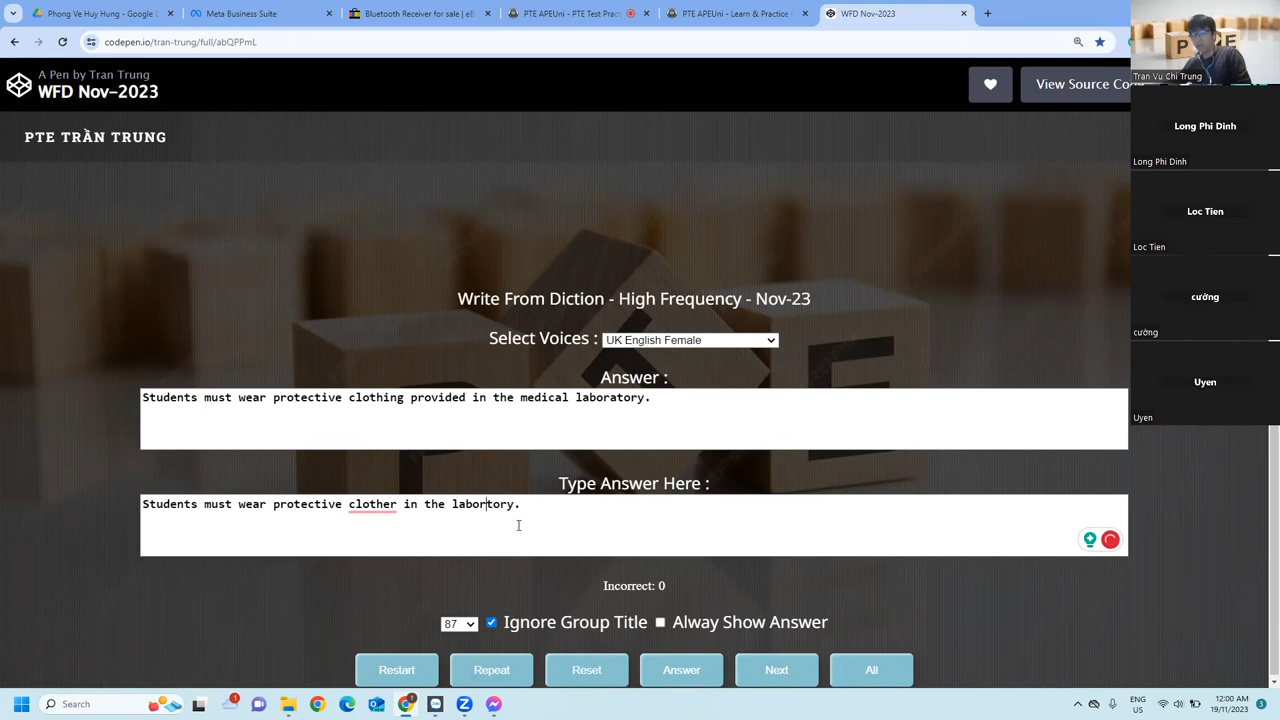 Phong Ve Huy Hung - Google D
Meta Business Suite
Bluetooth Receiver for sale | eB
PTE APEUni - PTE Test Pract
PTE APEUni - Learn & Practice F
WFD Nov-2023
codepen.io/tran-trung/full/abQPPmL
A Pen by Tran Trung
WFD Nov-2023
View Source Co
PTE TRẦN TRUNG
P E
Tran Vu Chi Trung
Long Phi Dinh
Long Phi Dinh
Loc Tien
Loc Tien
cường
cường
Uyen
Uyen
Write From Diction - High Frequency - Nov-23
Select Voices :
UK English Female
Answer :
Students must wear protective clothing provided in the medical laboratory.
Type Answer Here :
Students must wear protective clother in the labortory.
Incorrect: 0
87
Ignore Group Title
Alway Show Answer
Restart
Repeat
Reset
Answer
Next
All
Search
1
1
ENG
US
12:00 AM
19/11/2023
3